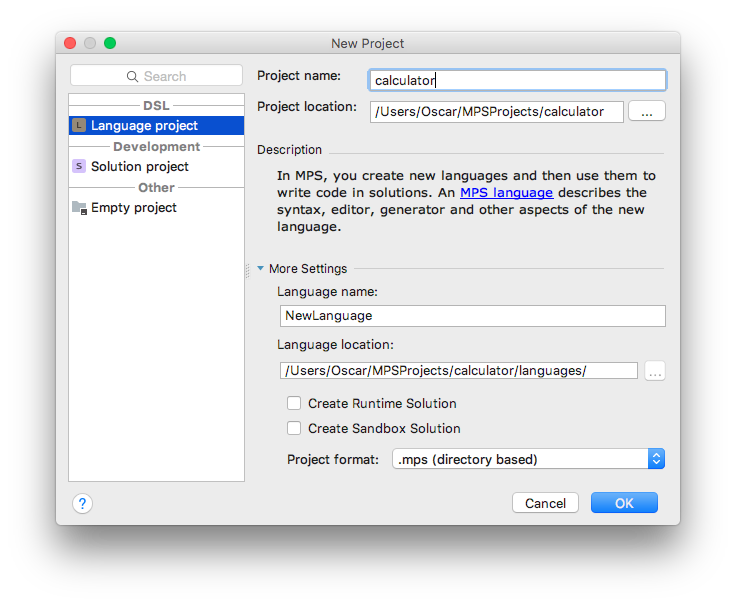 New Project
Search
DSL
L Language project
Development
S Solution project
Other
Empty project
Project name:
calculator
Project location:
/Users/Oscar/MPSProjects/calculator
...
Description
In MPS, you create new languages and then use them to
write code in solutions. An MPS language describes the
syntax, editor, generator and other aspects of the new
language.
More Settings
Language name:
NewLanguage
Language location:
/Users/Oscar/MPSProjects/calculator/languages/
...
Create Runtime Solution
Create Sandbox Solution
Project format:
.mps (directory based)
?
Cancel
OK